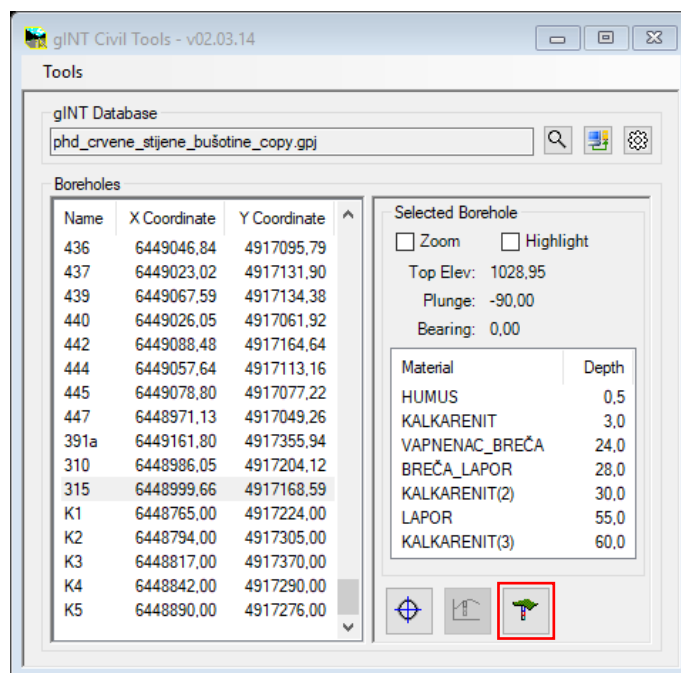 gINT Civil Tools - v02.03.14
Tools
gINT Database
phd_crvene_stijene_bušotine_copy.gpj
Boreholes
Name X Coordinate Y Coordinate
436 6449046,84 4917095,79
437 6449023,02 4917131,90
439 6449067,59 4917134,38
440 6449026,05 4917061,92
442 6449088,48 4917164,64
444 6449057,64 4917113,16
445 6449078,80 4917077,22
447 6448971,13 4917049,26
391a 6449161,80 4917355,94
310 6448986,05 4917204,12
315 6448999,66 4917168,59
K1 6448765,00 4917224,00
K2 6448794,00 4917305,00
K3 6448817,00 4917370,00
K4 6448842,00 4917290,00
K5 6448890,00 4917276,00
Selected Borehole
Zoom Highlight
Top Elev: 1028,95
Plunge: -90,00
Bearing: 0,00
Material Depth
HUMUS 0,5
KALKARENIT 3,0
VAPNENAC_BREČA 24,0
BREČA_LAPOR 28,0
KALKARENIT(2) 30,0
LAPOR 55,0
KALKARENIT(3) 60,0